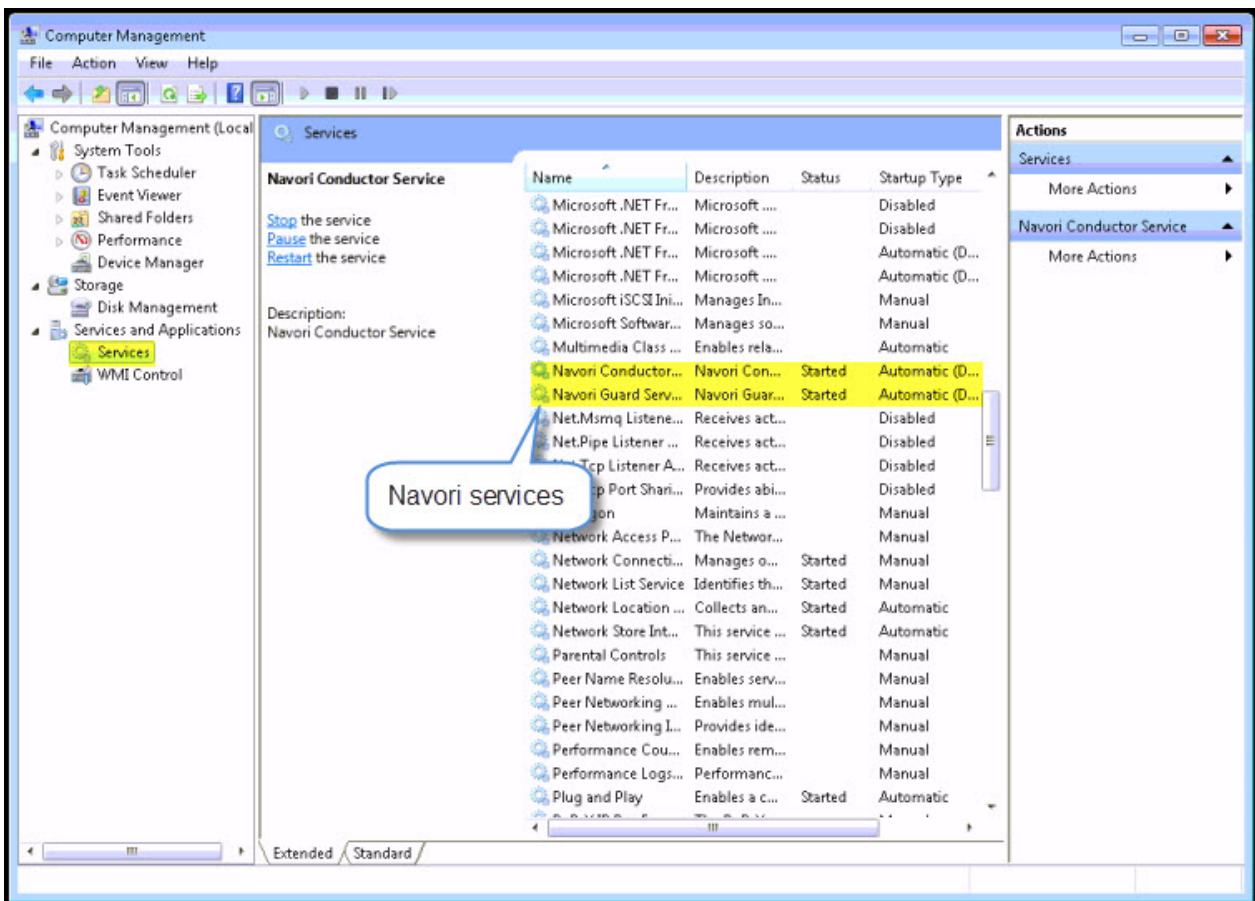 Computer Management
File Action View Help
Computer Management (Local
System Tools
Task Scheduler
Event Viewer
Shared Folders
Performance
Device Manager
Storage
Disk Management
Services and Applications
Services
WMI Control
Services
Navori Conductor Service
Stop the service
Pause the service
Restart the service
Description:
Navori Conductor Service
Name Description Status Startup Type
Microsoft .NET Fr... Microsoft .... Disabled
Microsoft .NET Fr... Microsoft .... Disabled
Microsoft .NET Fr... Microsoft .... Automatic (D...
Microsoft .NET Fr... Microsoft .... Automatic (D...
Microsoft iSCSI Ini... Manages In... Manual
Microsoft Softwar... Manages so... Manual
Multimedia Class ... Enables rela... Automatic
Navori Conductor... Navori Con... Started Automatic (D...
Navori Guard Serv... Navori Guar... Started Automatic (D...
Net.Msmq Listene... Receives act... Disabled
Net.Pipe Listener ... Receives act... Disabled
Tcp Listener A... Receives act... Disabled
Port Shari... Provides abi... Disabled
Maintains a ... Manual
Network Access P... The Networ... Manual
Network Connecti... Manages o... Started Manual
Network List Service Identifies th... Started Manual
Network Location ... Collects an... Started Automatic
Network Store Int... This service ... Started Automatic
Parental Controls This service ... Manual
Peer Name Resolu... Enables serv... Manual
Peer Networking ... Enables mul... Manual
Peer Networking I... Provides ide... Manual
Performance Cou... Enables rem... Manual
Performance Logs... Performanc... Manual
Plug and Play Enables a c... Started Automatic
Navori services
Extended Standard
Actions
Services
More Actions
Navori Conductor Service
More Actions